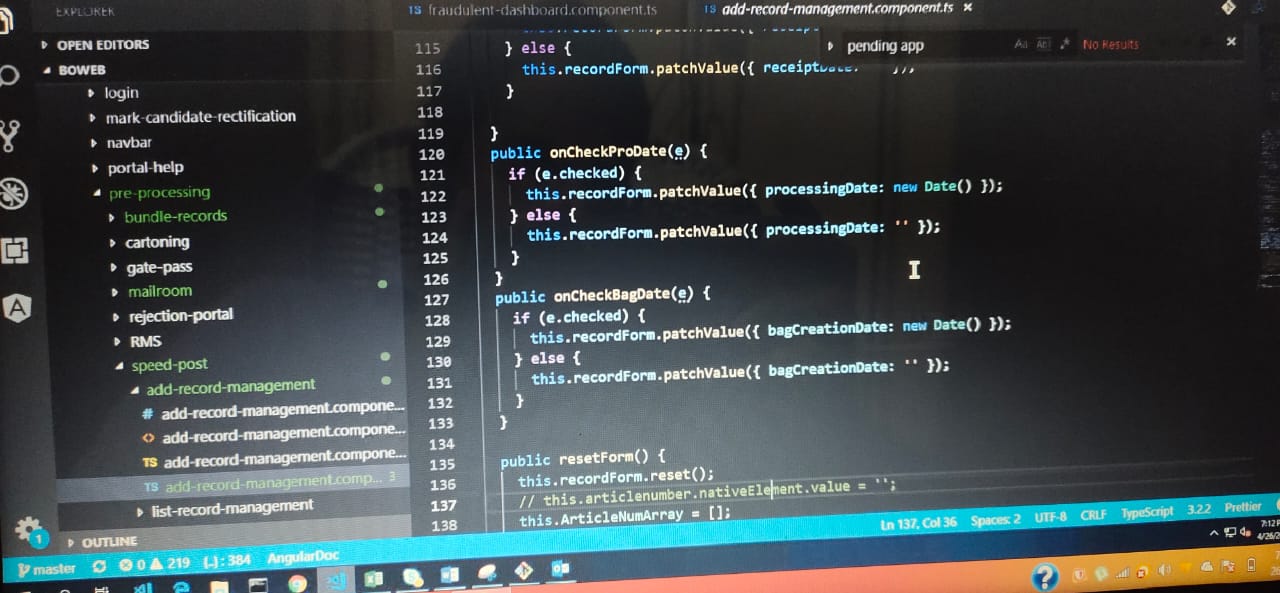 EXPLORER
OPEN EDITORS
BOWEB
login
mark-candidate-rectification
navbar
portal-help
pre-processing
bundle-records
cartoning
gate-pass
mailroom
rejection-portal
RMS
speed-post
add-record-management
# add-record-management.compone...
<> add-record-management.compone...
TS add-record-management.compone...
TS add-record-management.comp... 3
list-record-management
OUTLINE
TS fraudulent-dashboard.component.ts
TS add-record-management.component.ts ×
pending app Aa Abl .* No Results ×
115 } else {
116 this.recordForm.patchValue({ receiptDate: });
117 }
118
119 }
120 public onCheckProDate(e) {
121 if (e.checked) {
122 this.recordForm.patchValue({ processingDate: new Date() });
123 } else {
124 this.recordForm.patchValue({ processingDate: '' });
125 }
126 }
127 public onCheckBagDate(e) {
128 if (e.checked) {
129 this.recordForm.patchValue({ bagCreationDate: new Date() });
130 } else {
131 this.recordForm.patchValue({ bagCreationDate: '' });
132 }
133 }
134
135 public resetForm() {
136 this.recordForm.reset();
137 // this.articlenumber.nativeElement.value = '';
138 this.ArticleNumArray = [];
1
master 0 219 {..}: 384 AngularDoc
Ln 137, Col 36 Spaces: 2 UTF-8 CRLF TypeScript 3.2.2 Prettier
7:12 P
4/26/2